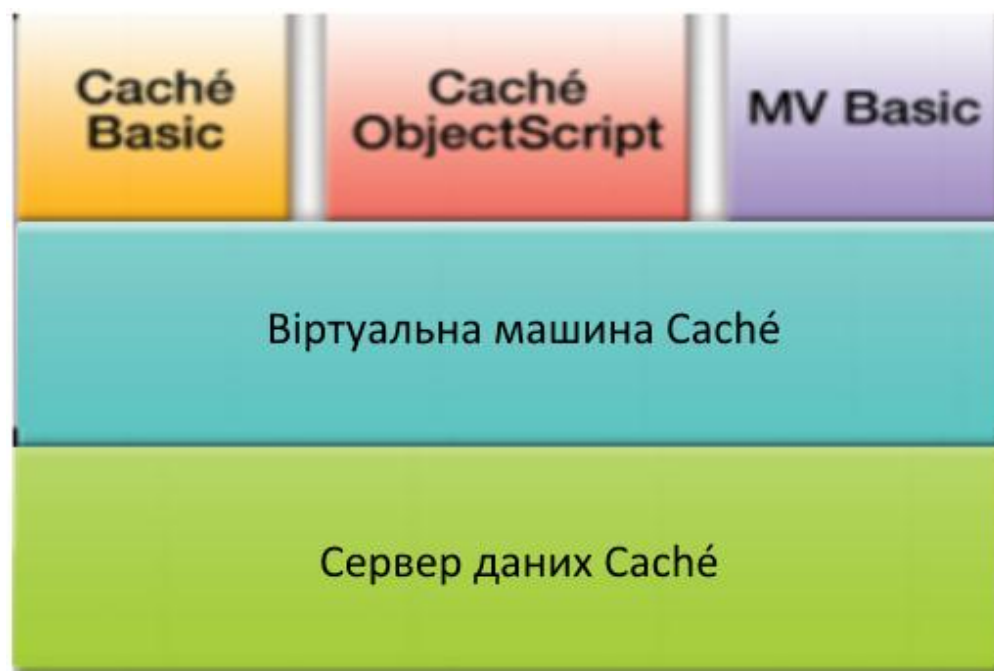 Caché
Basic
Caché
ObjectScript
MV Basic
Віртуальна машина Caché
Сервер даних Caché